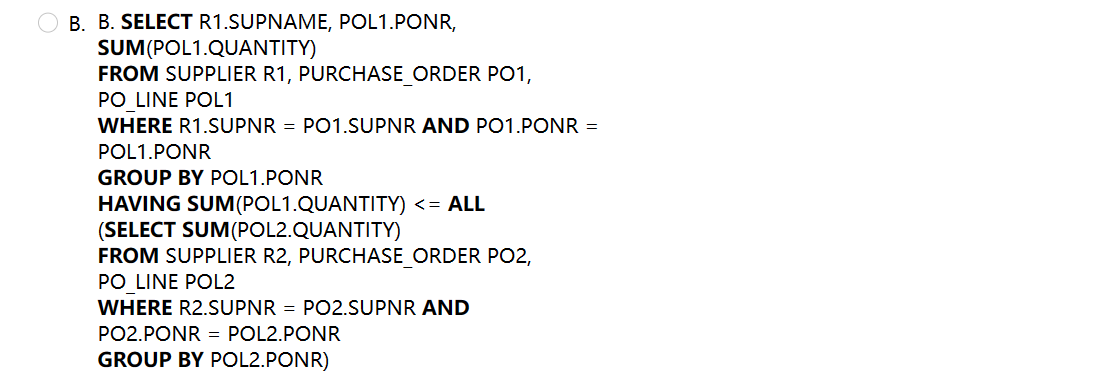 B. B. SELECT R1.SUPNAME, POL1.PONR,
SUM(POL1.QUANTITY)
FROM SUPPLIER R1, PURCHASE_ORDER PO1,
PO_LINE POL1
WHERE R1.SUPNR = PO1.SUPNR AND PO1.PONR =
POL1.PONR
GROUP BY POL1.PONR
HAVING SUM(POL1.QUANTITY) <= ALL
(SELECT SUM(POL2.QUANTITY)
FROM SUPPLIER R2, PURCHASE_ORDER PO2,
PO_LINE POL2
WHERE R2.SUPNR = PO2.SUPNR AND
PO2.PONR = POL2.PONR
GROUP BY POL2.PONR)